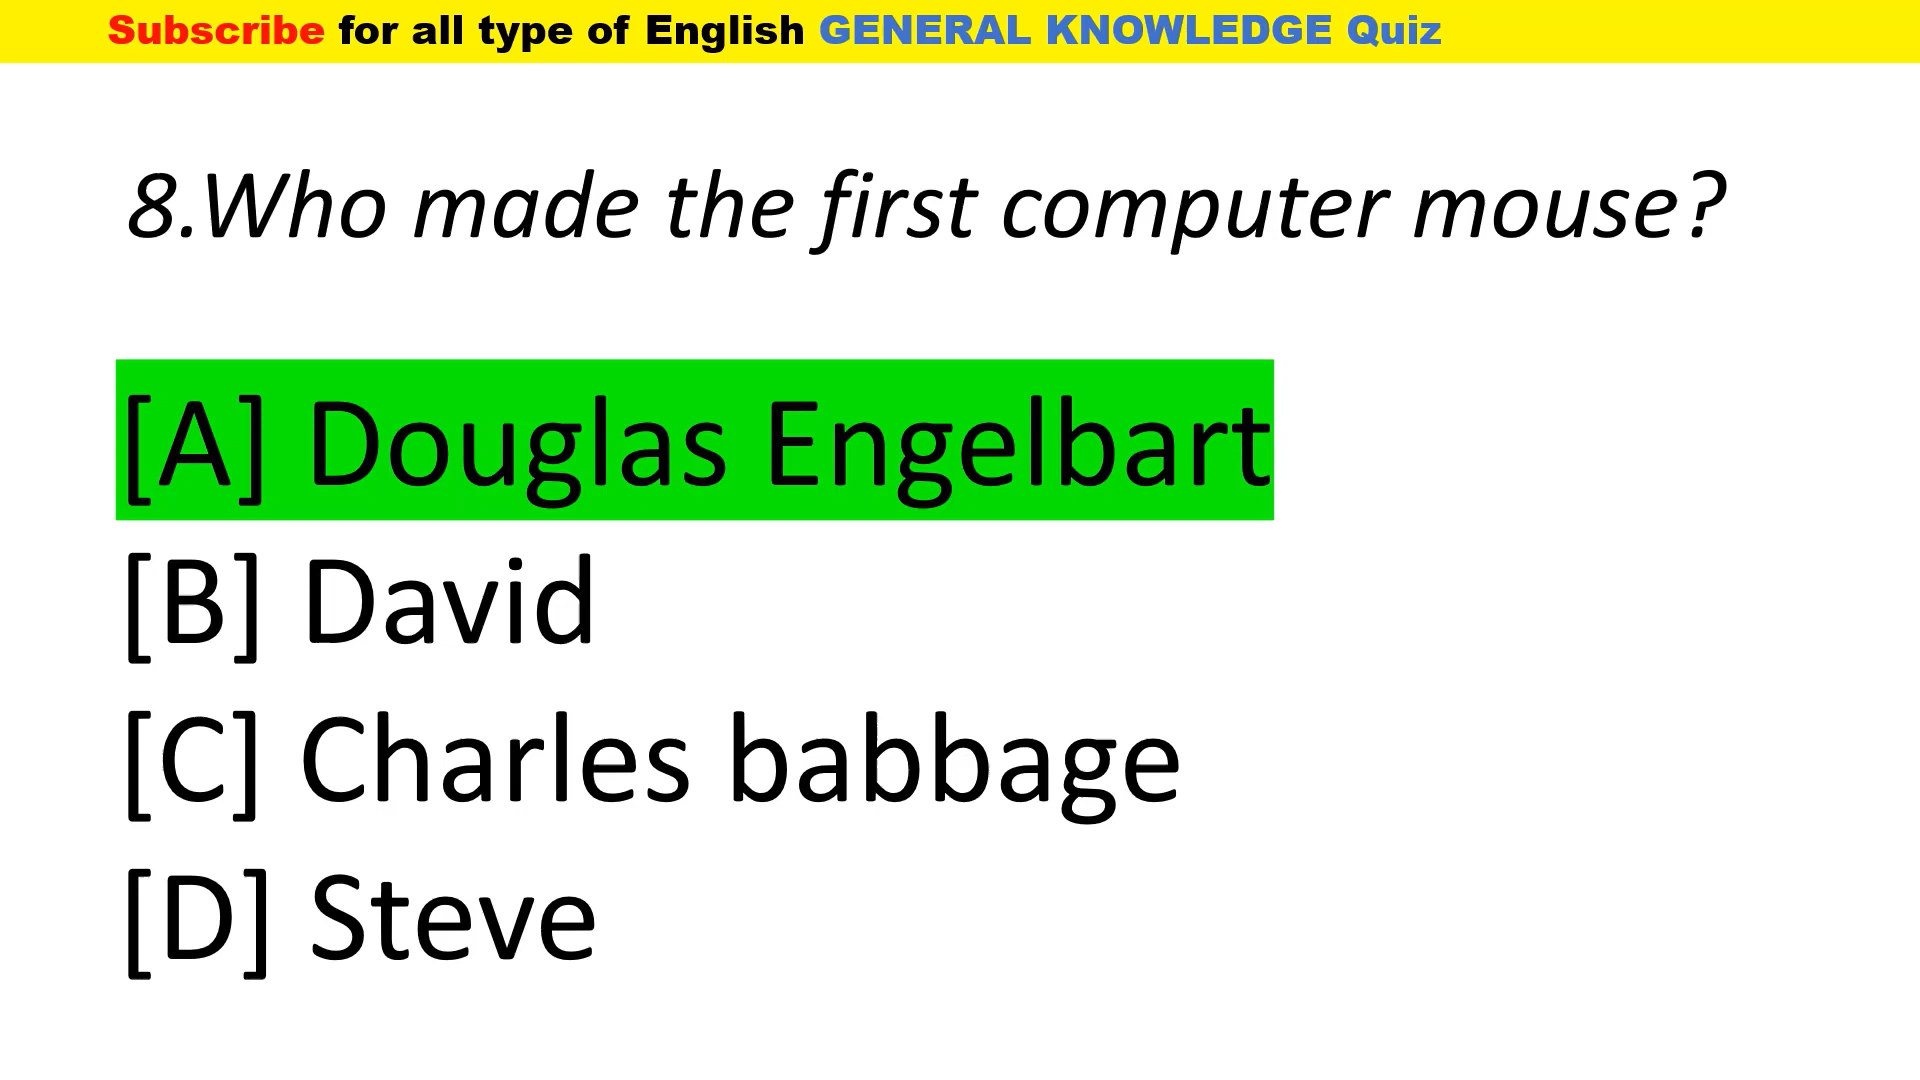 Subscribe for all type of English GENERAL KNOWLEDGE Quiz
8.Who made the first computer mouse?
[A] Douglas Engelbart
[B] David
[C] Charles babbage
[D] Steve